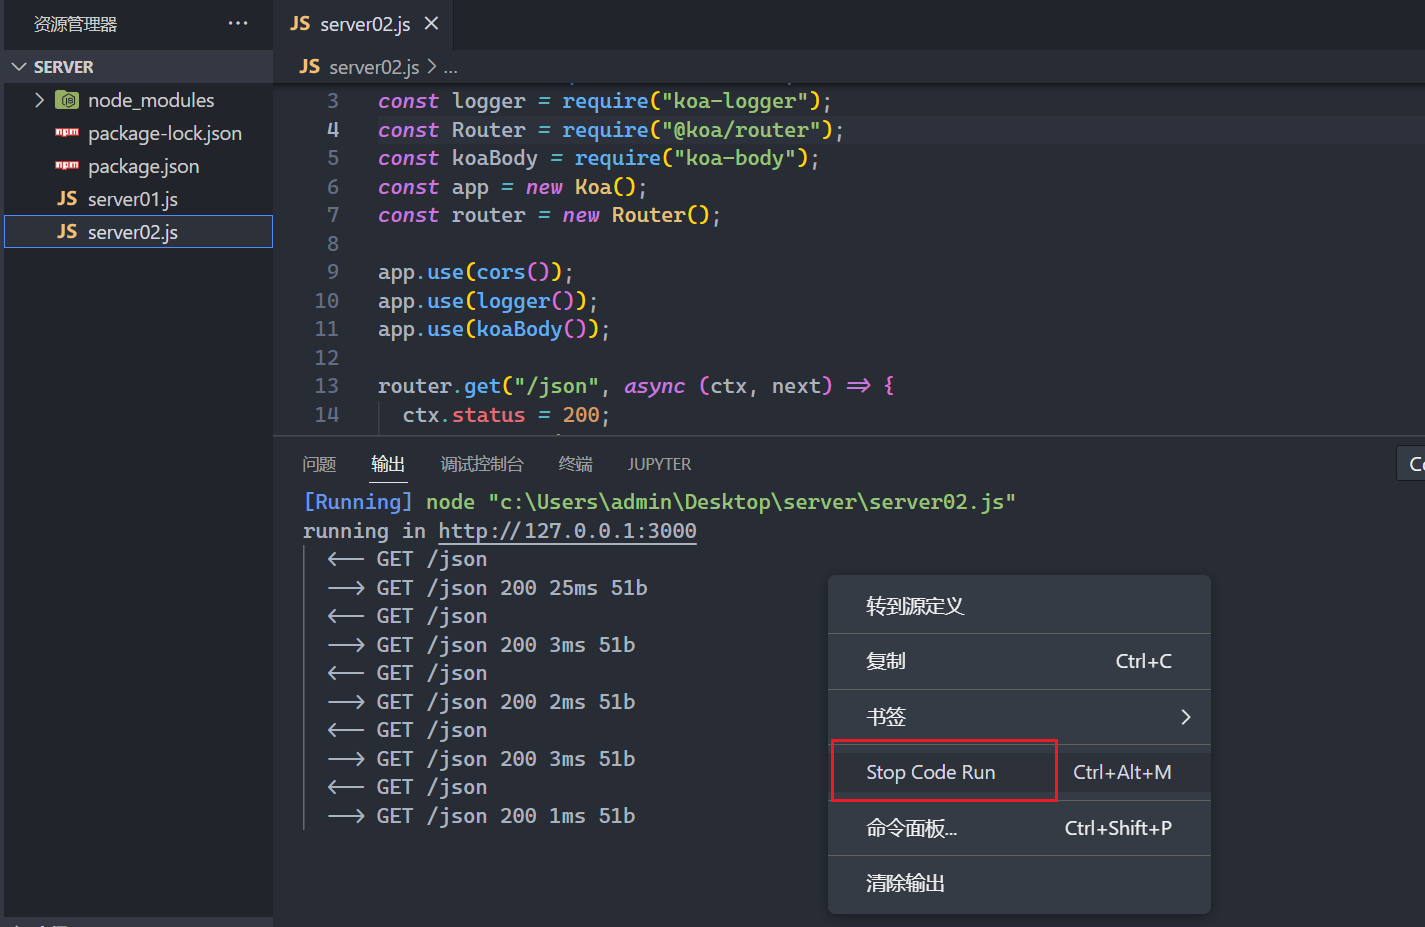 资源管理器 ···
SERVER
node_modules
package-lock.json
package.json
JS server01.js
JS server02.js
JS server02.js
JS server02.js > ...
3 const logger = require("koa-logger");
4 const Router = require("@koa/router");
5 const koaBody = require("koa-body");
6 const app = new Koa();
7 const router = new Router();
8
9 app.use(cors());
10 app.use(logger());
11 app.use(koaBody());
12
13 router.get("/json", async (ctx, next) => {
14 ctx.status = 200;
问题 输出 调试控制台 终端 JUPYTER
[Running] node "c:\Users\admin\Desktop\server\server02.js"
running in http://127.0.0.1:3000
<-- GET /json
--> GET /json 200 25ms 51b
<-- GET /json
--> GET /json 200 3ms 51b
<-- GET /json
--> GET /json 200 2ms 51b
<-- GET /json
--> GET /json 200 3ms 51b
<-- GET /json
--> GET /json 200 1ms 51b
转到源定义
复制 Ctrl+C
书签
Stop Code Run Ctrl+Alt+M
命令面板... Ctrl+Shift+P
清除输出